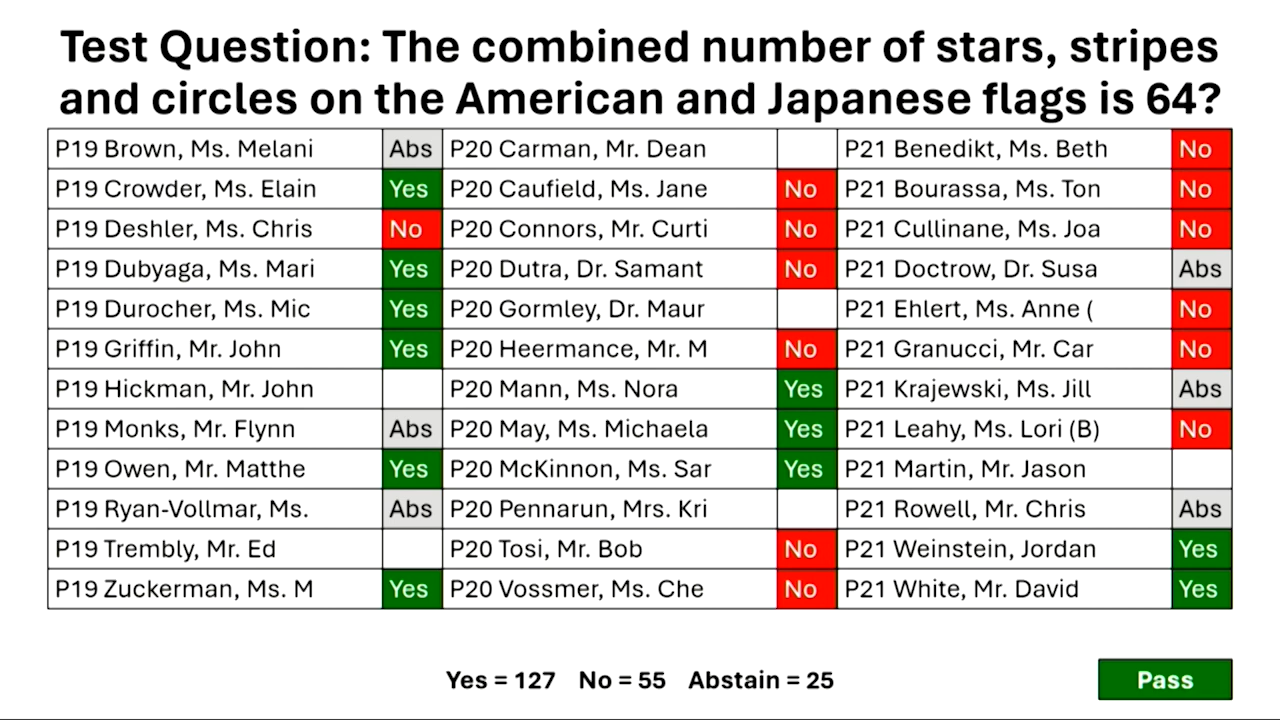 Test Question: The combined number of stars, stripes
and circles on the American and Japanese flags is 64?
P19 Brown, Ms. Melani Abs P20 Carman, Mr. Dean P21 Benedikt, Ms. Beth No
P19 Crowder, Ms. Elain Yes P20 Caufield, Ms. Jane No P21 Bourassa, Ms. Ton No
P19 Deshler, Ms. Chris No P20 Connors, Mr. Curti No P21 Cullinane, Ms. Joa No
P19 Dubyaga, Ms. Mari Yes P20 Dutra, Dr. Samant No P21 Doctrow, Dr. Susa Abs
P19 Durocher, Ms. Mic Yes P20 Gormley, Dr. Maur P21 Ehlert, Ms. Anne ( No
P19 Griffin, Mr. John Yes P20 Heermance, Mr. M No P21 Granucci, Mr. Car No
P19 Hickman, Mr. John P20 Mann, Ms. Nora Yes P21 Krajewski, Ms. Jill Abs
P19 Monks, Mr. Flynn Abs P20 May, Ms. Michaela Yes P21 Leahy, Ms. Lori (B) No
P19 Owen, Mr. Matthe Yes P20 McKinnon, Ms. Sar Yes P21 Martin, Mr. Jason
P19 Ryan-Vollmar, Ms. Abs P20 Pennarun, Mrs. Kri P21 Rowell, Mr. Chris Abs
P19 Trembly, Mr. Ed P20 Tosi, Mr. Bob No P21 Weinstein, Jordan Yes
P19 Zuckerman, Ms. M Yes P20 Vossmer, Ms. Che No P21 White, Mr. David Yes
Yes = 127 No = 55 Abstain = 25 Pass